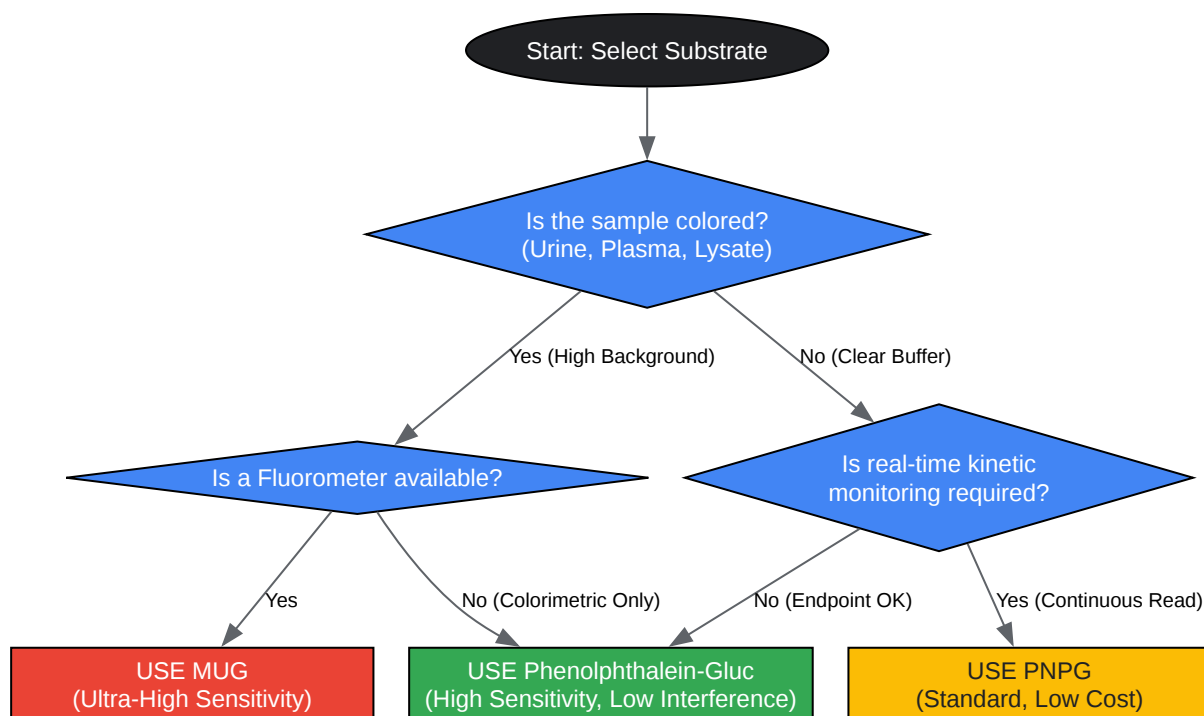 Start: Select Substrate
Is the sample colored?
(Urine, Plasma, Lysate)
Yes (High Background)
No (Clear Buffer)
Is a Fluorometer available?
Is real-time kinetic
monitoring required?
Yes
No (Colorimetric Only)
No (Endpoint OK)
Yes (Continuous Read)
USE MUG
(Ultra-High Sensitivity)
USE Phenolphthalein-Gluc
(High Sensitivity, Low Interference)
USE PNPG
(Standard, Low Cost)